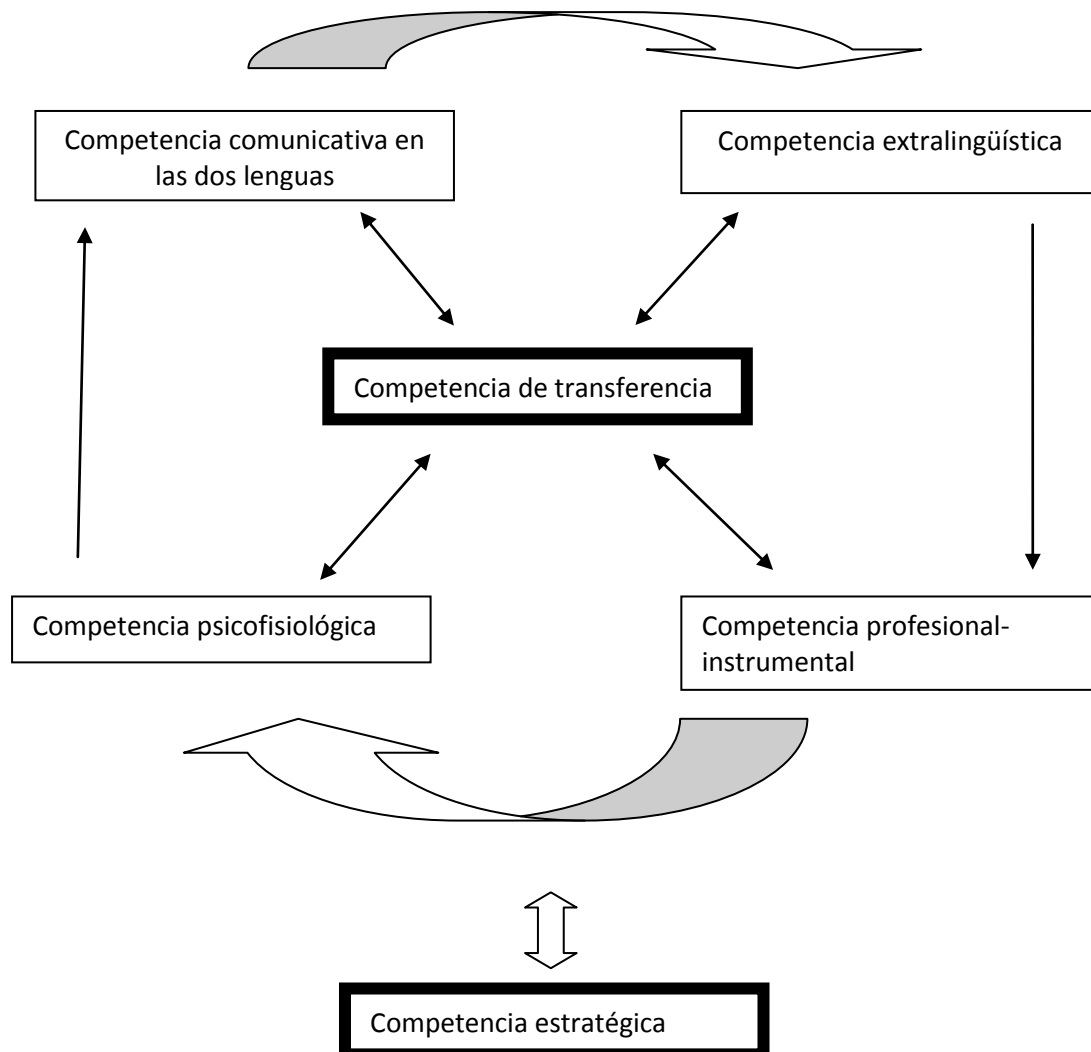 Competencia comunicativa en
las dos lenguas
Competencia extralingüística
Competencia de transferencia
Competencia psicofisiológica
Competencia profesional-
instrumental
Competencia estratégica